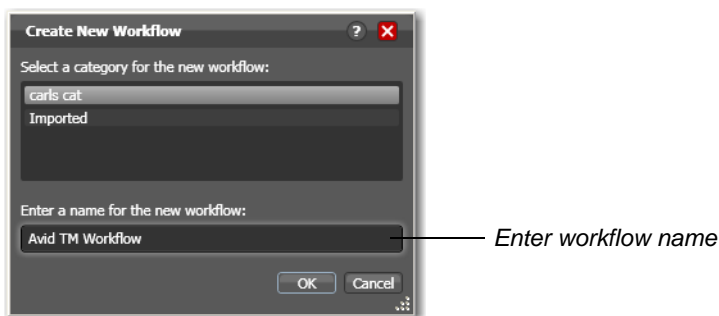 Create New Workflow ?
Select a category for the new workflow:
carls cat
Imported
Enter a name for the new workflow:
Avid TM Workflow
Enter workflow name
OK Cancel